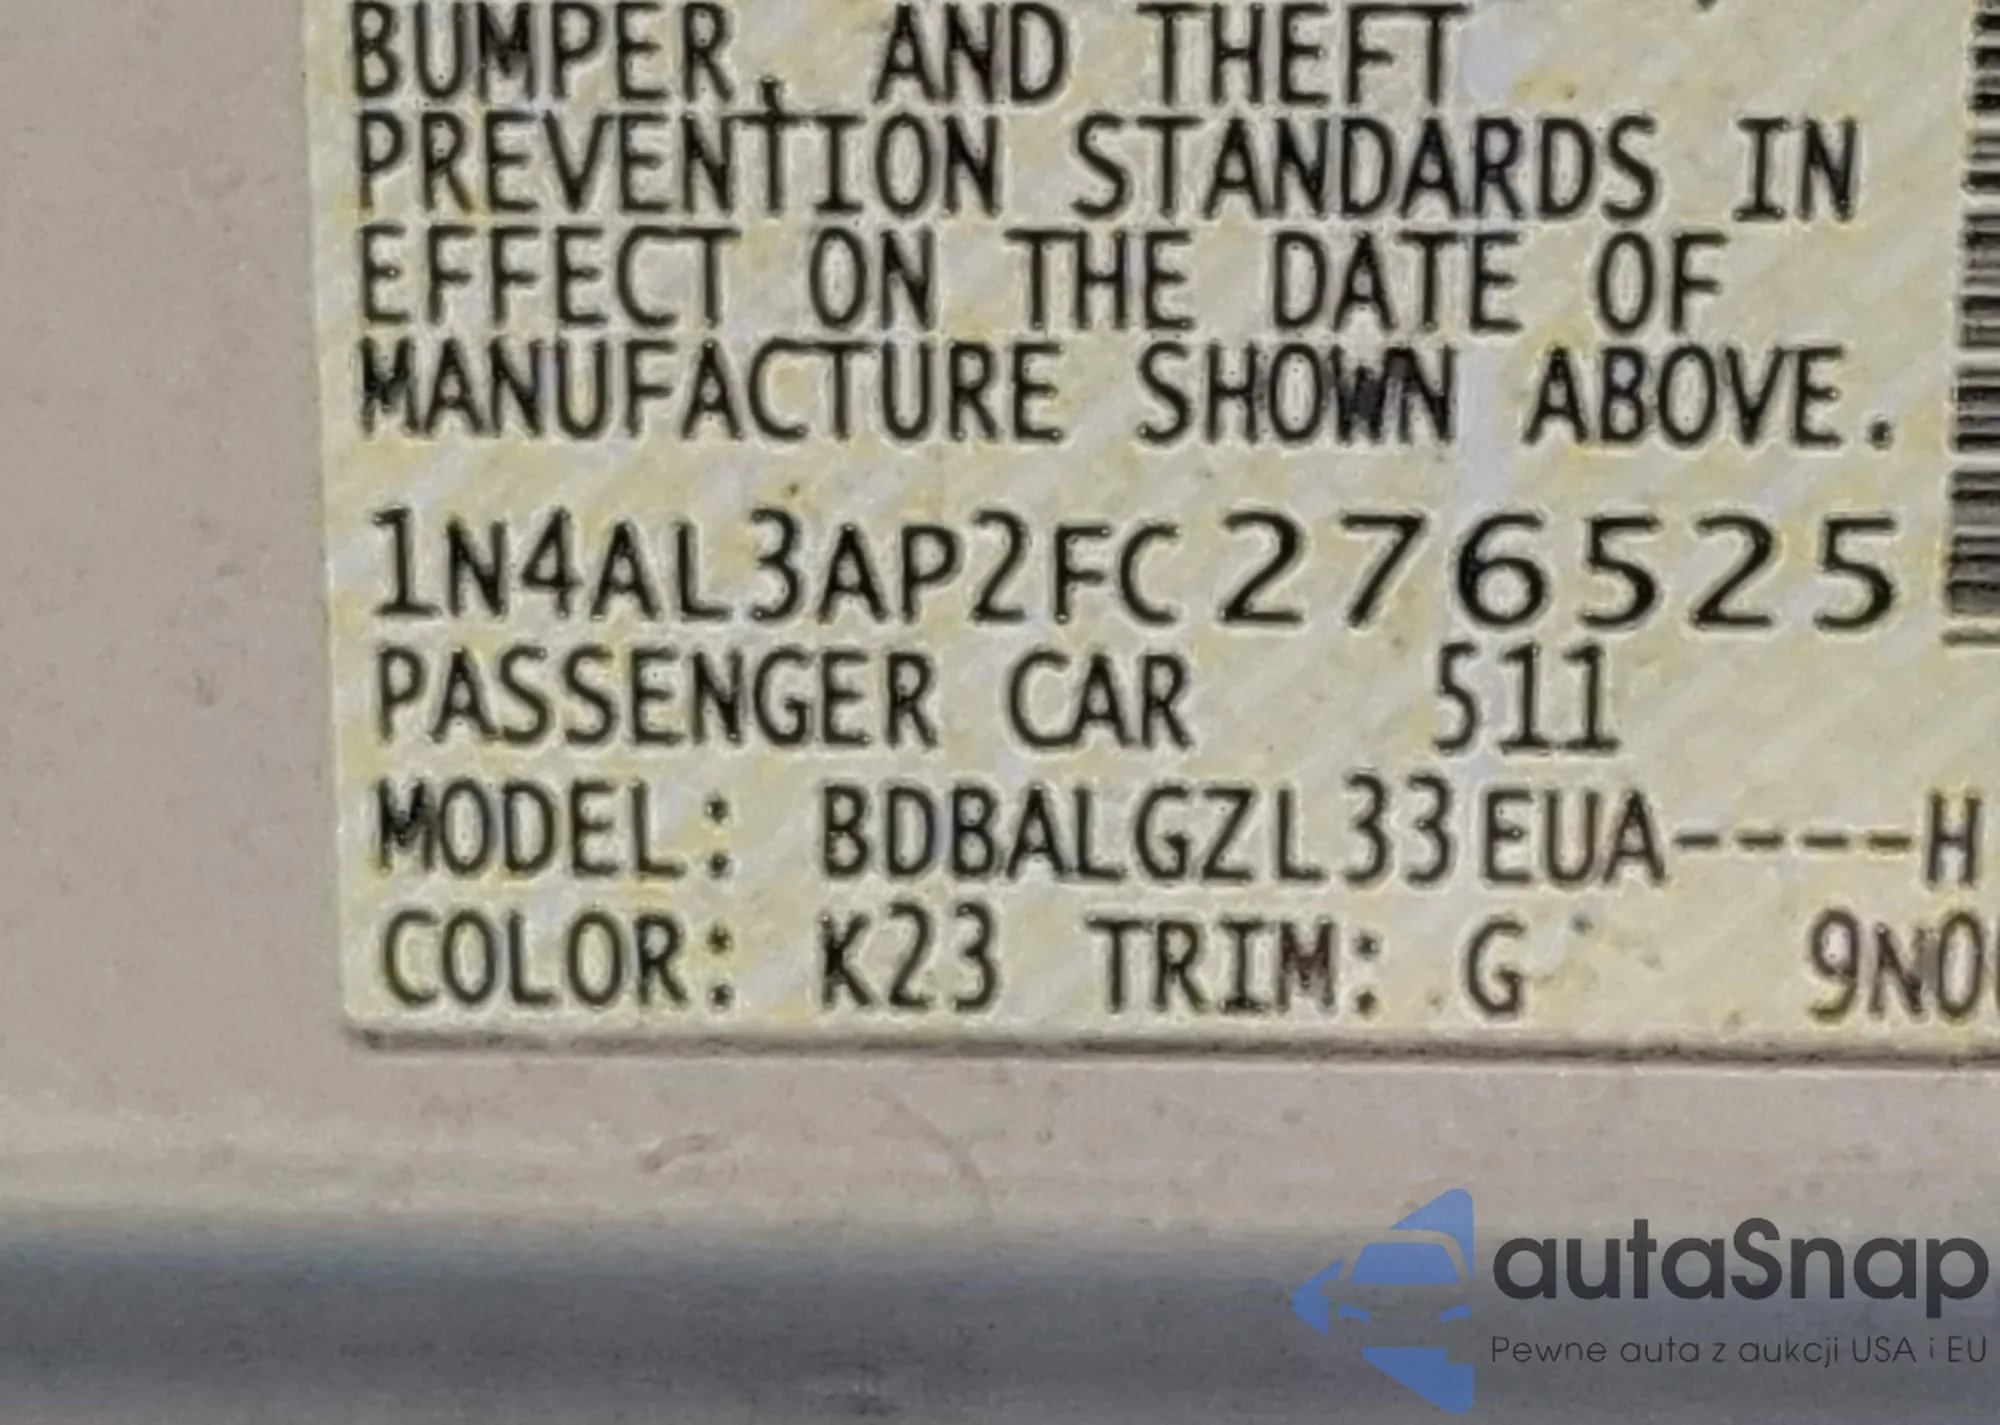 BUMPER, AND THEFT
PREVENTION STANDARDS IN
EFFECT ON THE DATE OF
MANUFACTURE SHOWN ABOVE.
1N4AL3AP2FC276525
PASSENGER CAR 511
MODEL: BDBALGZL33EUA----H
COLOR: K23 TRIM: G 9N0
autaSnap
Pewne auta z aukcji USA i EU